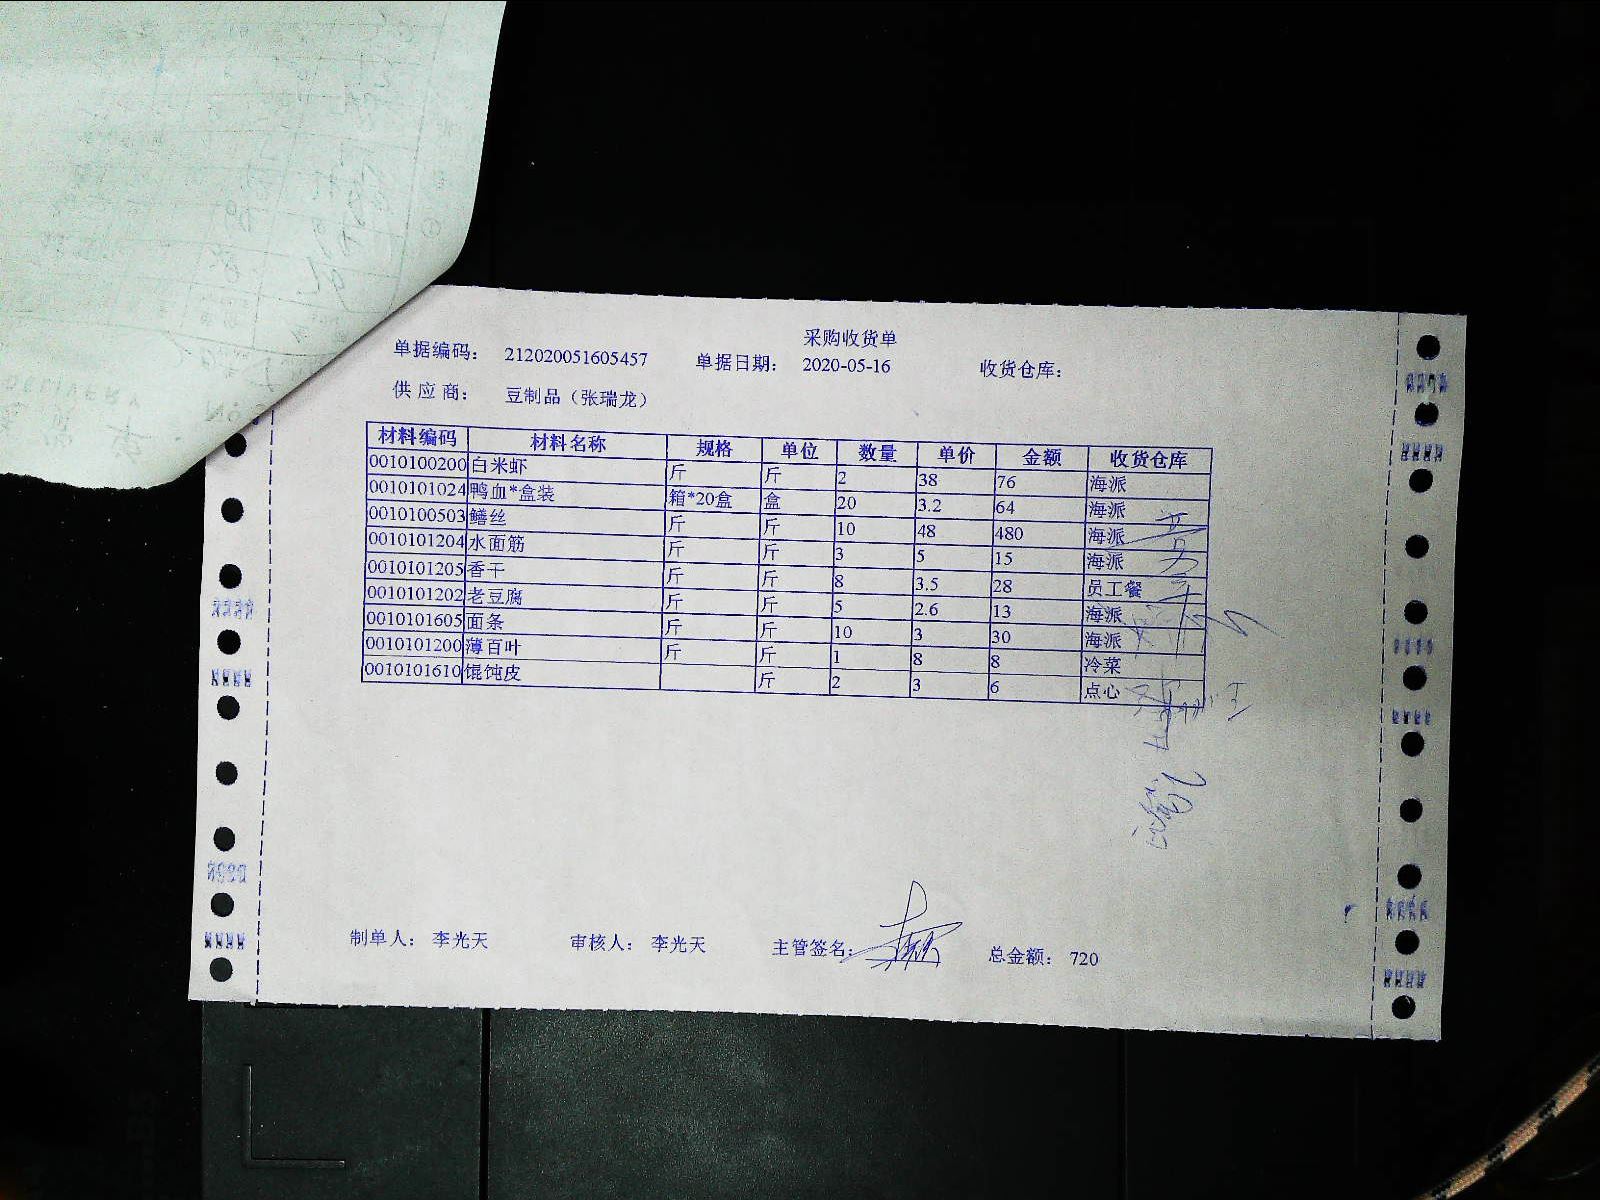 采购收货单
单据编码： 212020051605457 单据日期： 2020-05-16 收货仓库：
供 应 商： 豆制品（张瑞龙）
材料编码 材料名称 规格 单位 数量 单价 金额 收货仓库
0010100200 白米虾 斤 斤 2 38 76 海派
0010101024 鸭血*盒装 箱*20盒 盒 20 3.2 64 海派
0010100503 鳝丝 斤 斤 10 48 480 海派
0010101204 水面筋 斤 斤 3 5 15 海派
0010101205 香干 斤 斤 8 3.5 28 员工餐
0010101202 老豆腐 斤 斤 5 2.6 13 海派
0010101605 面条 斤 斤 10 3 30 海派
0010101200 薄百叶 斤 斤 1 8 8 冷菜
0010101610 馄饨皮 斤 2 3 6 点心
制单人： 李光天 审核人： 李光天 主管签名： 总金额： 720